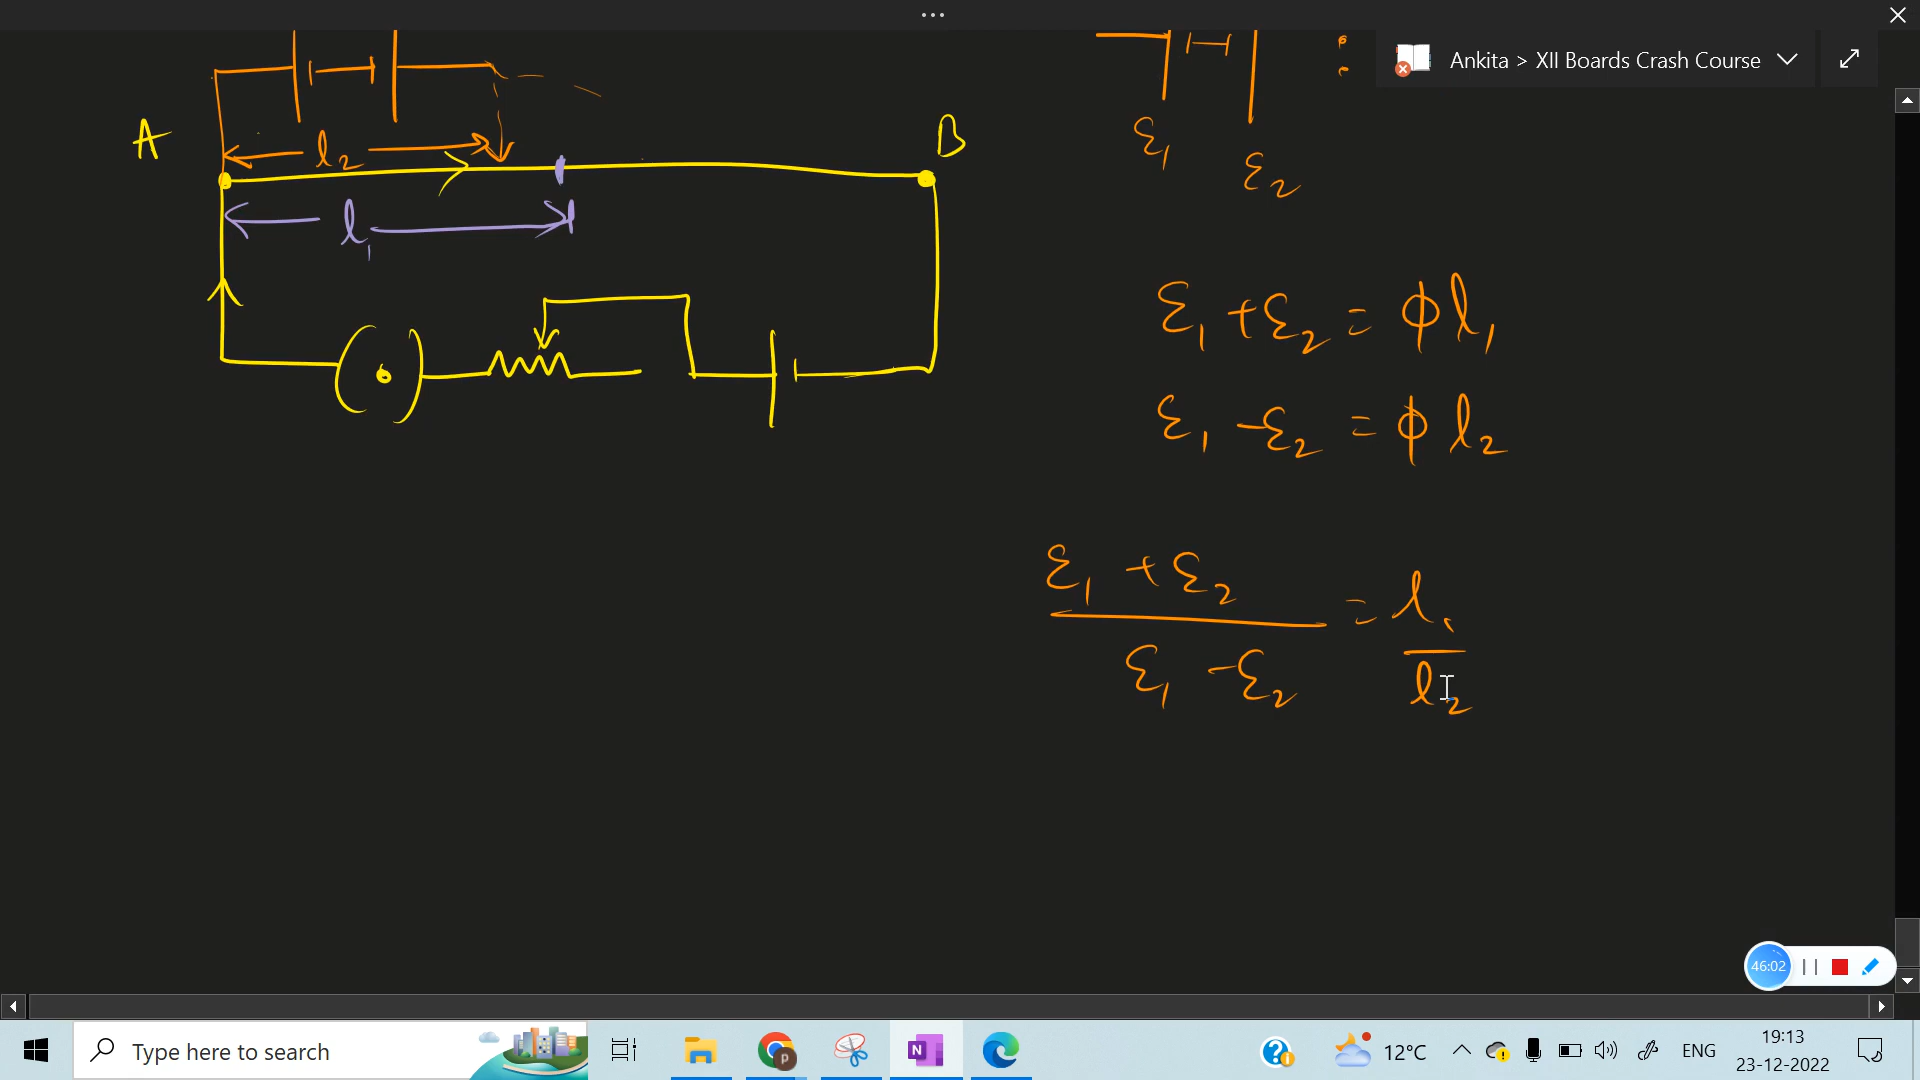 Ankita > XII Boards Crash Course
A
B
l₂
l₁
ε₁
ε₂
ε₁ + ε₂ = ϕ l₁
ε₁ - ε₂ = ϕ l₂
ε₁ + ε₂ = l₁
ε₁ - ε₂ l₂
46:02
Type here to search
12°C
ENG
19:13
23-12-2022